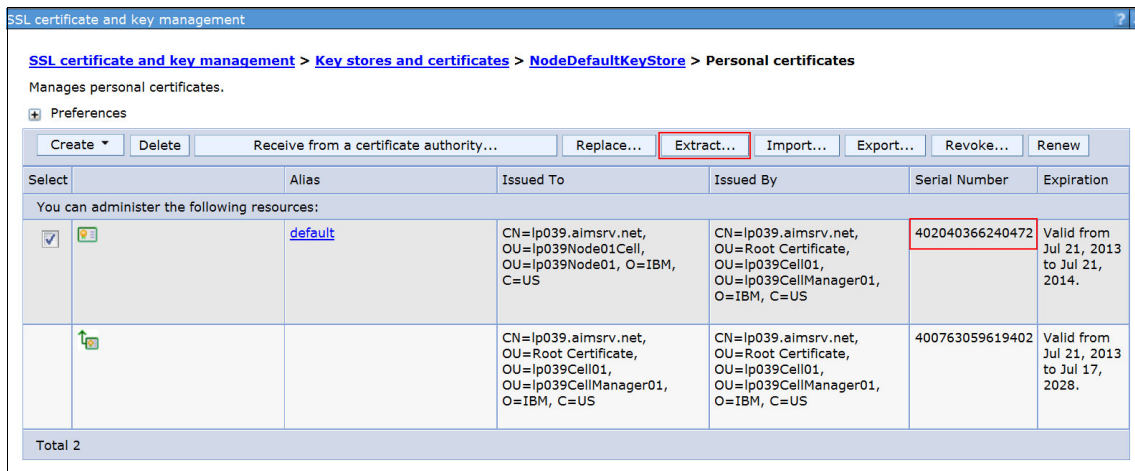 SSL certificate and key management ?
SSL certificate and key management > Key stores and certificates > NodeDefaultKeyStore > Personal certificates
Manages personal certificates.
Preferences
Create Delete Receive from a certificate authority... Replace... Extract... Import... Export... Revoke... Renew
Select Alias Issued To Issued By Serial Number Expiration
You can administer the following resources:
default CN=lp039.aimsrv.net, CN=lp039.aimsrv.net, 402040366240472 Valid from
OU=lp039Node01Cell, OU=Root Certificate, Jul 21, 2013
OU=lp039Node01, O=IBM, OU=lp039Cell01, to Jul 21,
C=US OU=lp039CellManager01, 2014.
O=IBM, C=US
CN=lp039.aimsrv.net, CN=lp039.aimsrv.net, 400763059619402 Valid from
OU=Root Certificate, OU=Root Certificate, Jul 21, 2013
OU=lp039Cell01, OU=lp039Cell01, to Jul 17,
OU=lp039CellManager01, OU=lp039CellManager01, 2028.
O=IBM, C=US O=IBM, C=US
Total 2